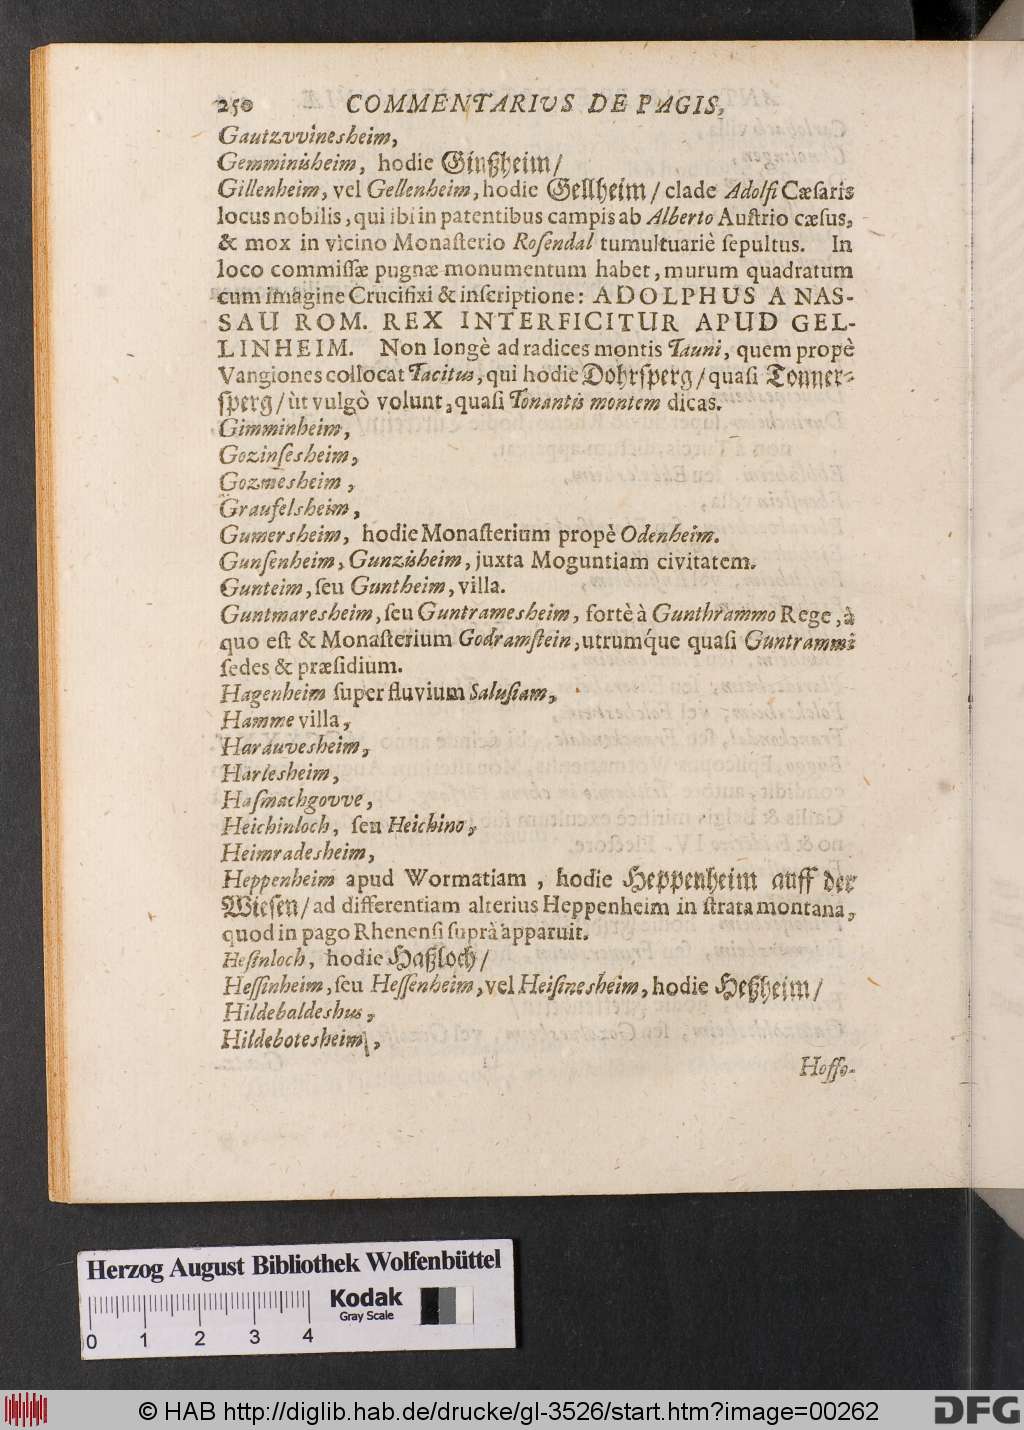 250 COMMENTARIVS DE PAGIS,
Gautzvvinesheim,
Gemminisheim, hodie Ginßheim/
Gillenheim, vel Gellenheim, hodie Gellheim/ clade Adolfi Cæſaris
locus nobilis, qui ibi in patentibus campis ab Alberto Auſtrio cæſus,
& mox in vicino Monaſterio Roſendal tumultuariè ſepultus. In
loco commiſſæ pugnæ monumentum habet, murum quadratum
cum imagine Crucifixi & inſcriptione: ADOLPHUS A NAS-
SAU ROM. REX INTERFICITUR APUD GEL-
LINHEIM. Non longè ad radices montis Tauni, quem propè
Vangiones collocat Tacitus, qui hodie Dohrſperg/ quaſi Tonner-
ſperg/ ut vulgò volunt, quaſi Tonantis montem dicas.
Gimminheim,
Gozinſesheim,
Gozmesheim,
Graufelsheim,
Gumersheim, hodie Monaſterium propè Odenheim.
Gunſenheim, Gunzisheim, juxta Moguntiam civitatem.
Gunteim, ſeu Guntheim, villa.
Guntmaresheim, ſeu Guntramesheim, fortè à Gunthrammo Rege, à
quo eſt & Monaſterium Godramſtein, utrumq́ue quaſi Guntrammi
ſedes & præſidium.
Hagenheim ſuper fluvium Saluſiam,
Hamme villa,
Harauvesheim,
Harlesheim,
Haſmachgovve,
Heichinloch, ſeu Heichino,
Heimradesheim,
Heppenheim apud Wormatiam, hodie Heppenheim auff der
Wieſen/ ad differentiam alterius Heppenheim in ſtrata montana,
quod in pago Rhenenſi ſuprà apparuit.
Heſinloch, hodie Haßloch/
Heſſinheim, ſeu Heſſenheim, vel Heiſinesheim, hodie Heßheim/
Hildebaldeshus,
Hildebotesheim,
Hoſſo-
Herzog August Bibliothek Wolfenbüttel
Kodak
Gray Scale
0 1 2 3 4
© HAB http://diglib.hab.de/drucke/gl-3526/start.htm?image=00262
DFG